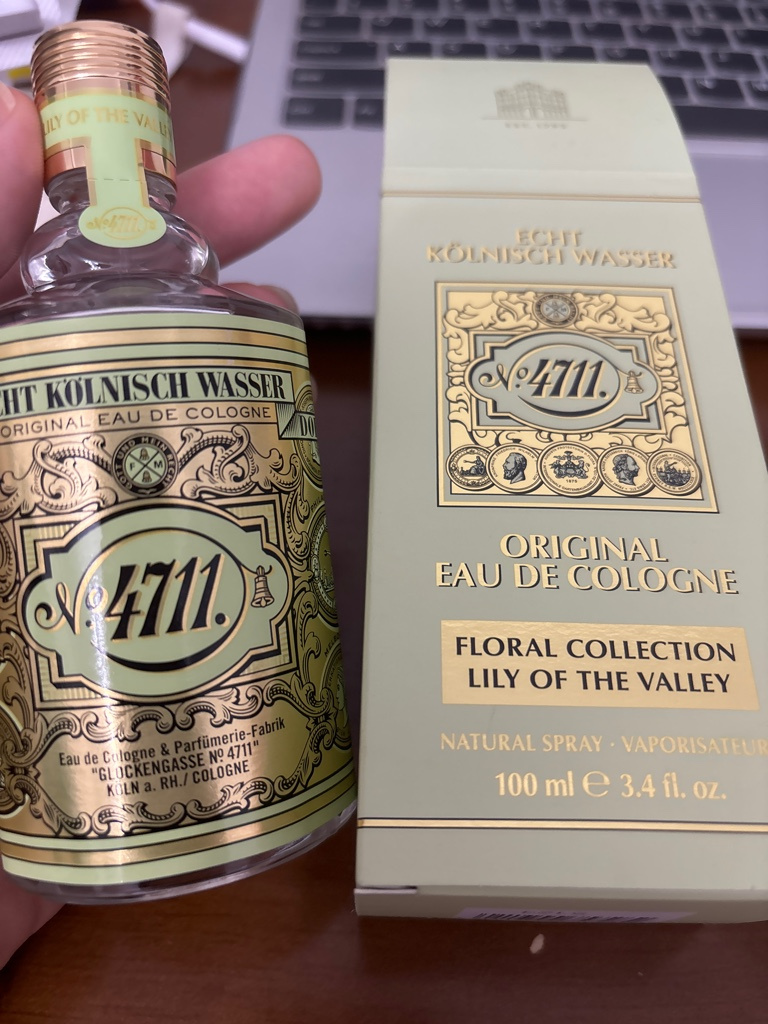 LILY OF THE VALLEY
Nº 4711.
ECHT KÖLNISCH WASSER
ORIGINAL EAU DE COLOGNE
F M
Nº 4711.
Eau de Cologne & Parfümerie-Fabrik
"GLOCKENGASSE Nº 4711"
KÖLN a. RH./ COLOGNE
ECHT
KÖLNISCH WASSER
Nº 4711.
ORIGINAL
EAU DE COLOGNE
FLORAL COLLECTION
LILY OF THE VALLEY
NATURAL SPRAY · VAPORISATEUR
100 ml ℮ 3.4 fl. oz.